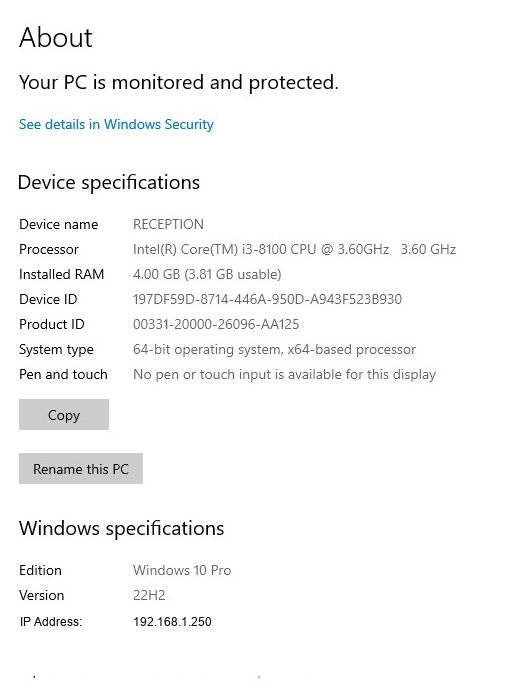 About
Your PC is monitored and protected.
See details in Windows Security
Device specifications
Device name RECEPTION
Processor Intel(R) Core(TM) i3-8100 CPU @ 3.60GHz 3.60 GHz
Installed RAM 4.00 GB (3.81 GB usable)
Device ID 197DF59D-8714-446A-950D-A943F523B930
Product ID 00331-20000-26096-AA125
System type 64-bit operating system, x64-based processor
Pen and touch No pen or touch input is available for this display
Copy
Rename this PC
Windows specifications
Edition Windows 10 Pro
Version 22H2
IP Address: 192.168.1.250